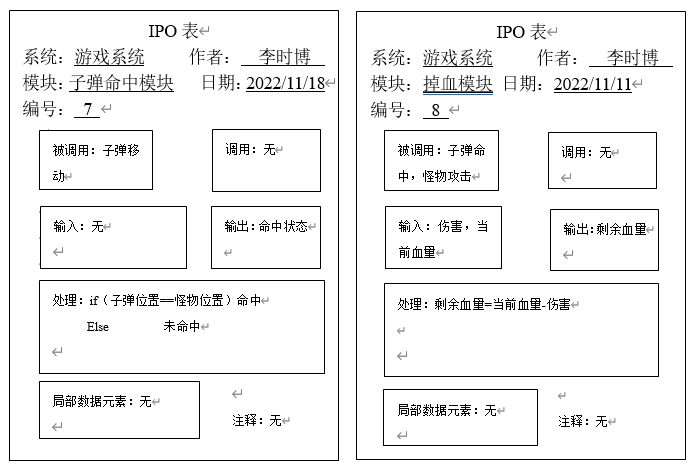 IPO 表
系统：游戏系统 作者： 李时博
模块：子弹命中模块 日期：2022/11/18
编号： 7
被调用：子弹移
动
调用：无
输入：无
输出：命中状态
处理：if（子弹位置==怪物位置）命中
Else 未命中
局部数据元素：无
注释：无
IPO 表
系统：游戏系统 作者： 李时博
模块：掉血模块 日期：2022/11/11
编号： 8
被调用：子弹命
中，怪物攻击
调用：无
输入：伤害，当
前血量
输出：剩余血量
处理：剩余血量=当前血量-伤害
局部数据元素：无
注释：无